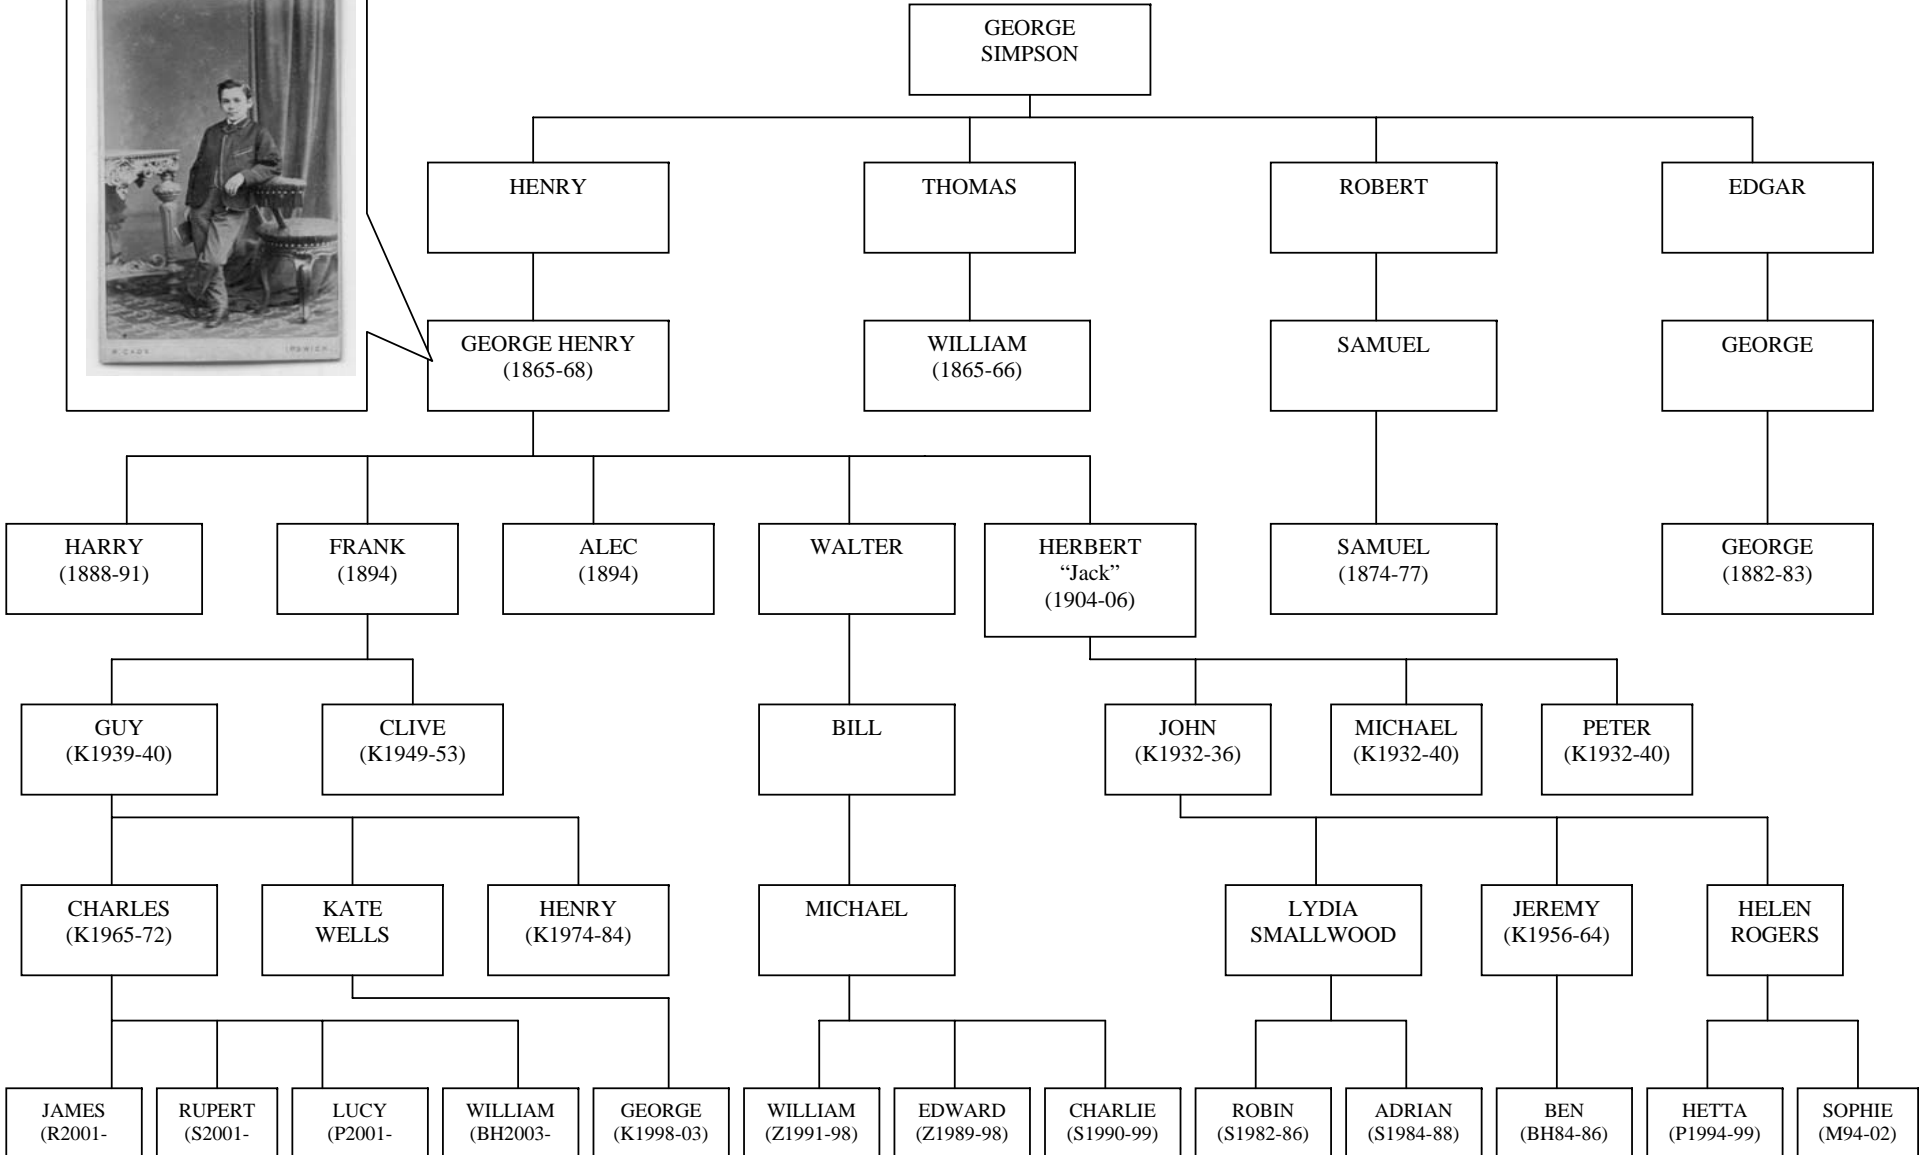 GEORGE
SIMPSON
HENRY
THOMAS
ROBERT
EDGAR
GEORGE HENRY
(1865-68)
WILLIAM
(1865-66)
SAMUEL
GEORGE
HARRY
(1888-91)
FRANK
(1894)
ALEC
(1894)
WALTER
HERBERT
“Jack”
(1904-06)
SAMUEL
(1874-77)
GEORGE
(1882-83)
GUY
(K1939-40)
CLIVE
(K1949-53)
BILL
JOHN
(K1932-36)
MICHAEL
(K1932-40)
PETER
(K1932-40)
CHARLES
(K1965-72)
KATE
WELLS
HENRY
(K1974-84)
MICHAEL
LYDIA
SMALLWOOD
JEREMY
(K1956-64)
HELEN
ROGERS
JAMES
(R2001-
RUPERT
(S2001-
LUCY
(P2001-
WILLIAM
(BH2003-
GEORGE
(K1998-03)
WILLIAM
(Z1991-98)
EDWARD
(Z1989-98)
CHARLIE
(S1990-99)
ROBIN
(S1982-86)
ADRIAN
(S1984-88)
BEN
(BH84-86)
HETTA
(P1994-99)
SOPHIE
(M94-02)